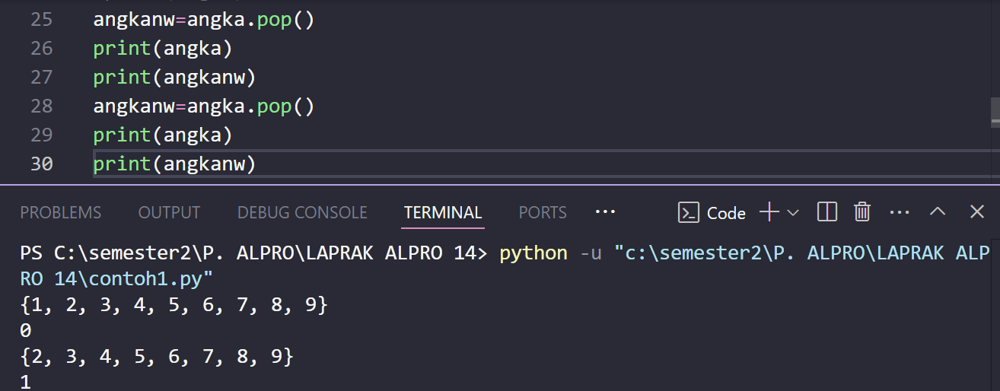 25 angkanw=angka.pop()
26 print(angka)
27 print(angkanw)
28 angkanw=angka.pop()
29 print(angka)
30 print(angkanw)
PROBLEMS OUTPUT DEBUG CONSOLE TERMINAL PORTS ··· Code
PS C:\semester2\P. ALPRO\LAPRAK ALPRO 14> python -u "c:\semester2\P. ALPRO\LAPRAK ALP
RO 14\contoh1.py"
{1, 2, 3, 4, 5, 6, 7, 8, 9}
0
{2, 3, 4, 5, 6, 7, 8, 9}
1